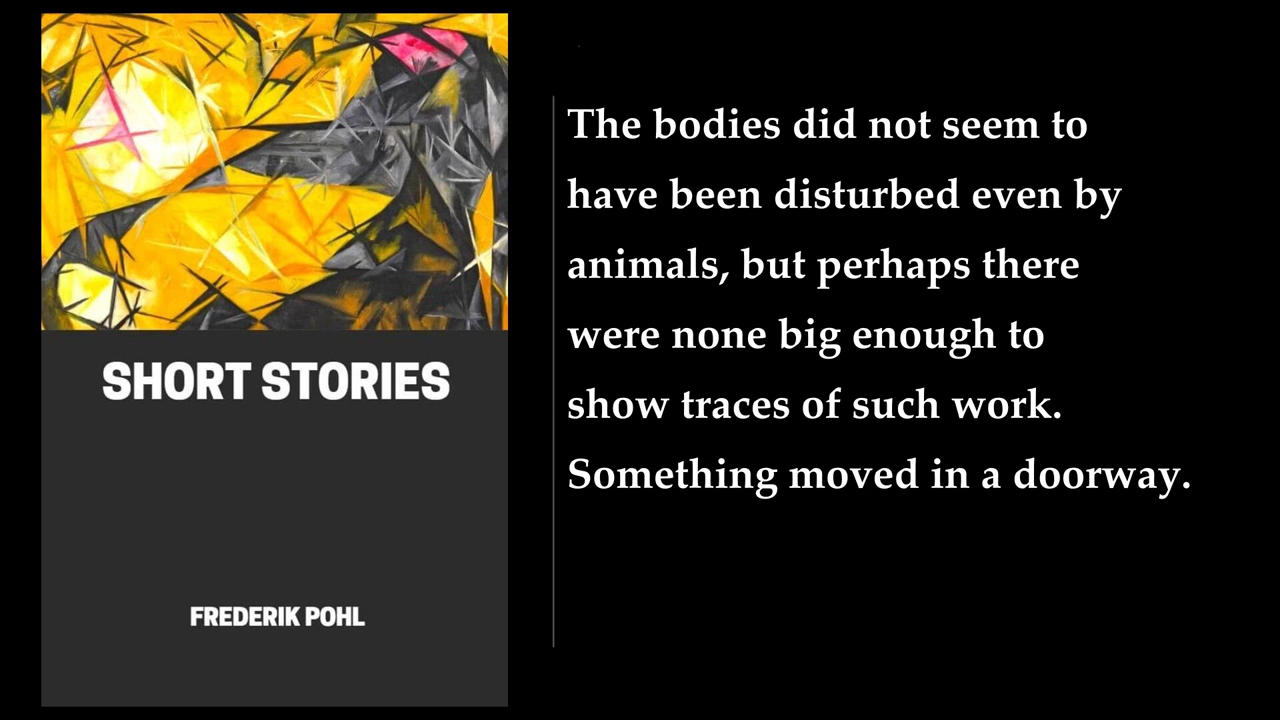 SHORT STORIES
FREDERIK POHL
The bodies did not seem to
have been disturbed even by
animals, but perhaps there
were none big enough to
show traces of such work.
Something moved in a doorway.